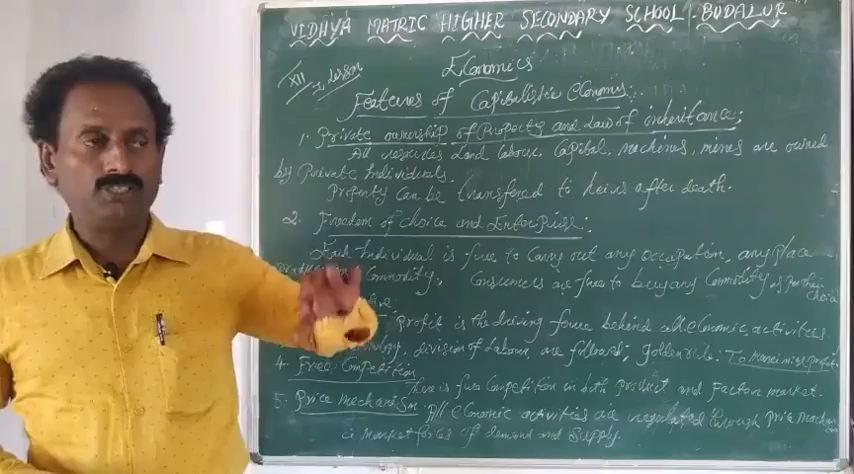 VIDHYA MATRIC HIGHER SECONDARY SCHOOL - BUDALUR
Economics
XII
I lesson
Features of Capitalistic Economy:-
1. Private ownership of Property and Law of inheritance:
All resources Land labour, Capital, machines, mines are owned
by Private Individuals.
Property can be transfered to heirs after death.
2. Freedom of choice and Enterprise:
Each Individual is free to carry out any occupation, any place
Commodity. Consumers are free to buy any Commodity as per their
choice
Profit is the driving force behind all economic activities
division of Labour are followed, golden rule: To maximise profit.
4. Free Competition
There is free Competition in both Product and Factor market.
5. Price mechanism All economic activities are regulated through price
ie market forces of demand and Supply.